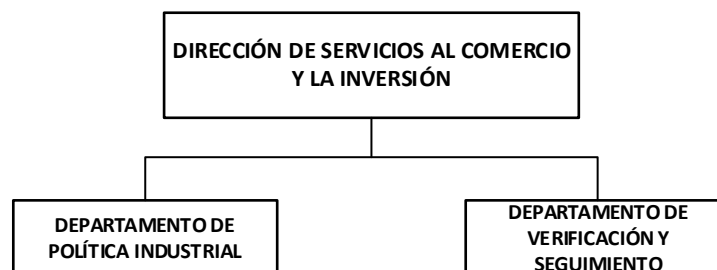 DIRECCIÓN DE SERVICIOS AL COMERCIO
Y LA INVERSIÓN
DEPARTAMENTO DE
POLÍTICA INDUSTRIAL
DEPARTAMENTO DE
VERIFICACIÓN Y
SEGUIMIENTO